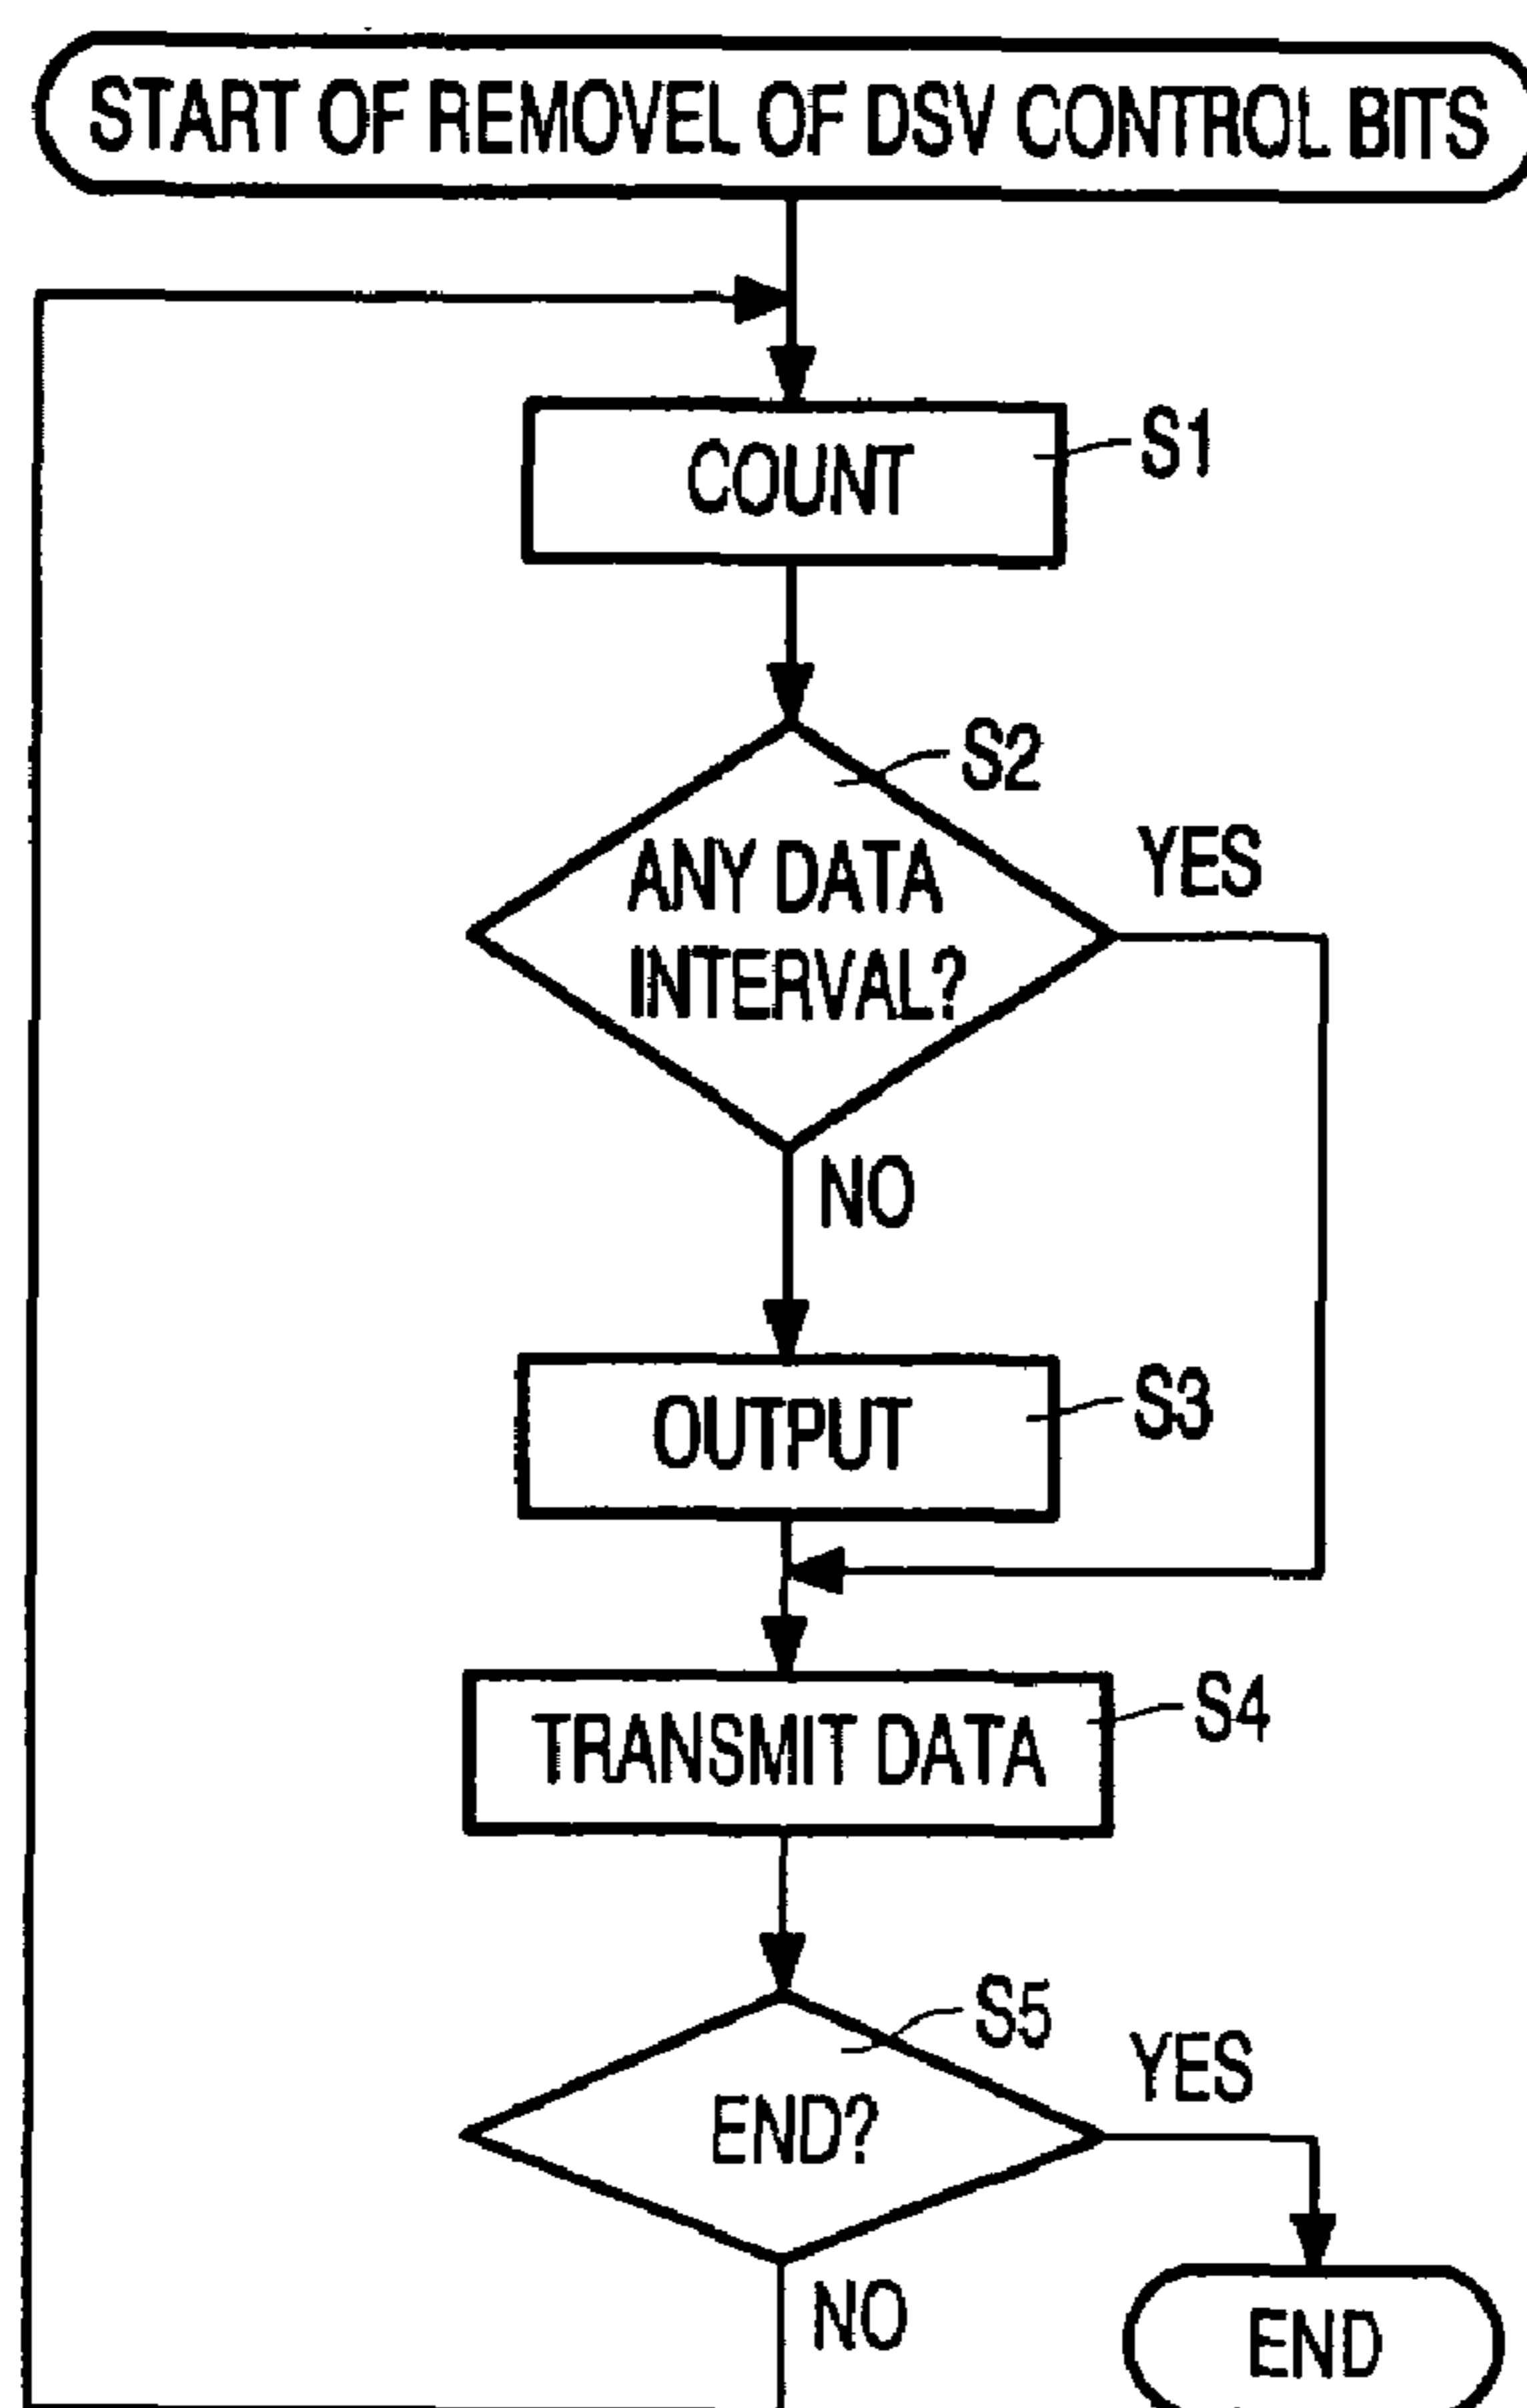 START OF REMOVEL OF DSV CONTROL BITS
COUNT
S1
S2
ANY DATA
INTERVAL?
YES
NO
OUTPUT
S3
TRANSMIT DATA
S4
S5
END?
YES
NO
END